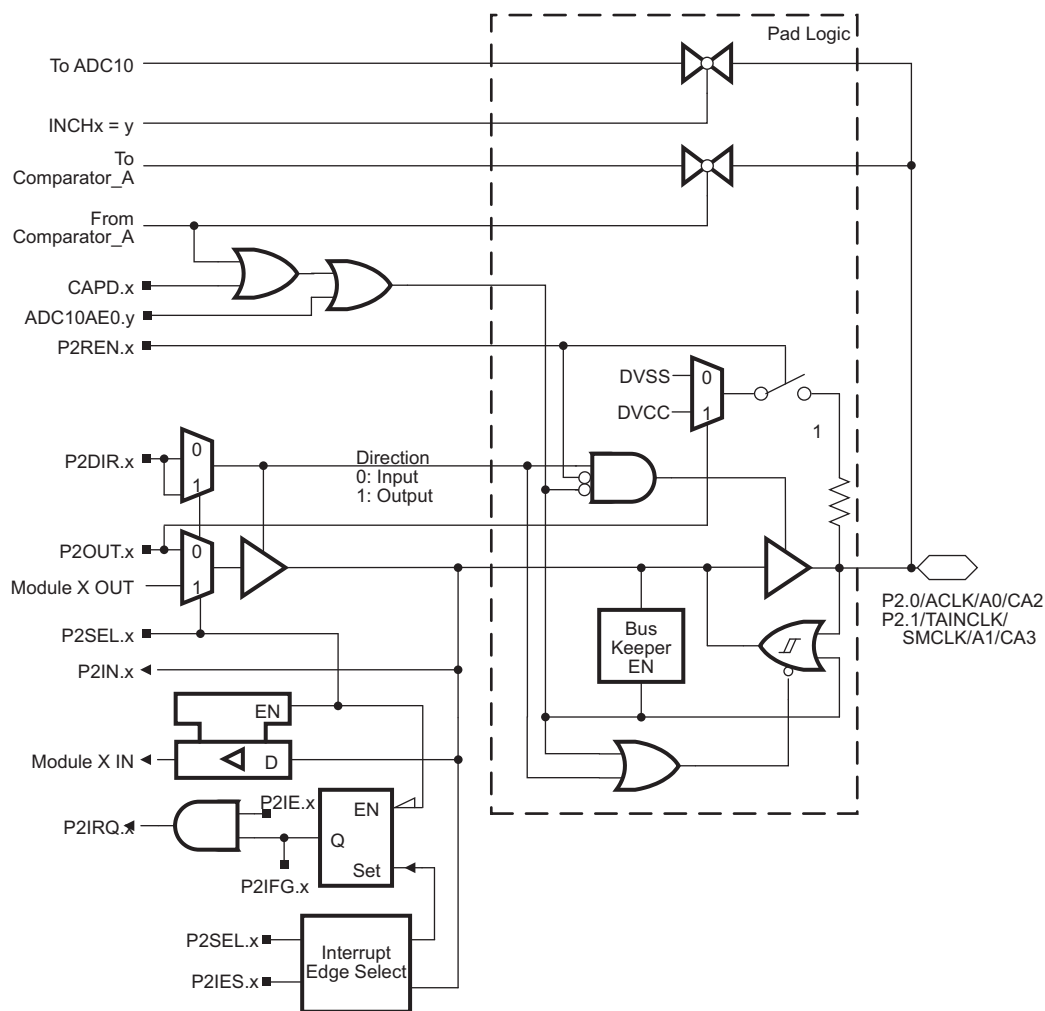 Pad Logic
To ADC10
INCHx = y
To
Comparator_A
From
Comparator_A
CAPD.x
ADC10AE0.y
P2REN.x
DVSS
0
DVCC
1
1
P2DIR.x
0
1
Direction
0: Input
1: Output
P2OUT.x
0
Module X OUT
1
P2SEL.x
P2IN.x
Bus
Keeper
EN
P2.0/ACLK/A0/CA2
P2.1/TAINCLK/
SMCLK/A1/CA3
EN
Module X IN
D
P2IE.x
P2IRQ.x
EN
Q
Set
P2IFG.x
P2SEL.x
P2IES.x
Interrupt
Edge Select